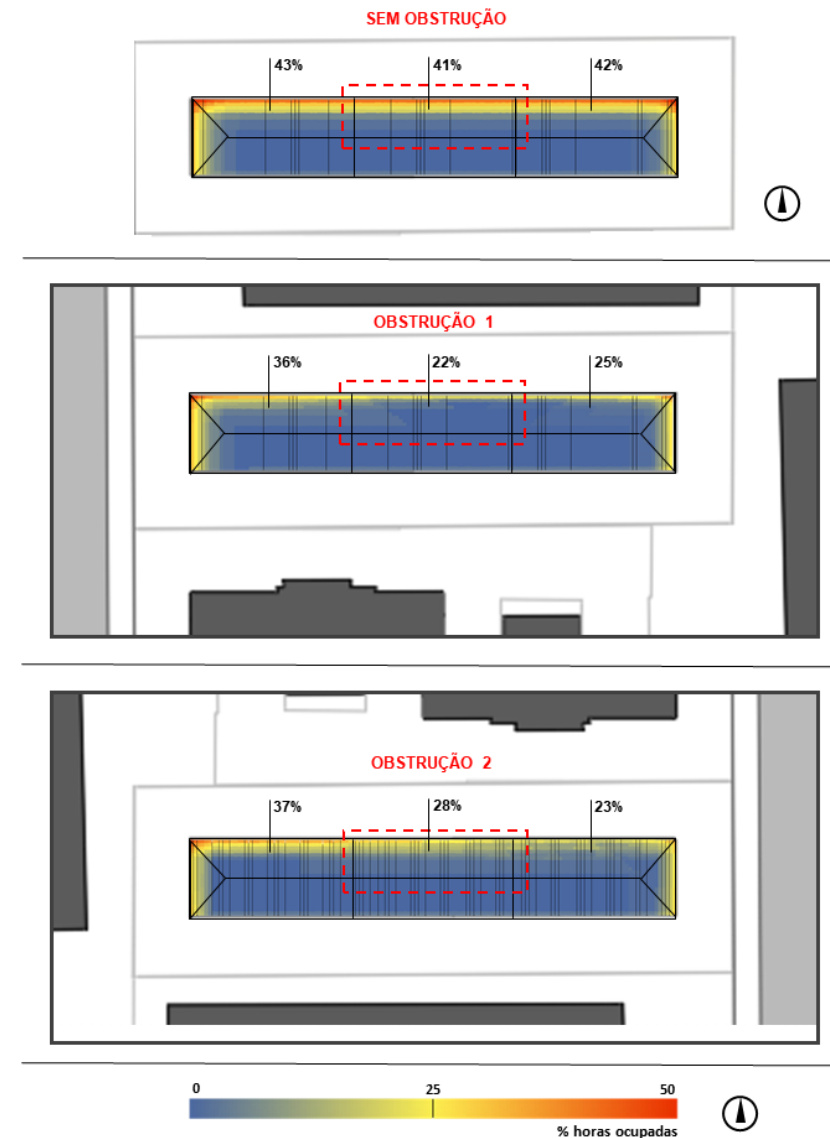 SEM OBSTRUÇÃO
43% 41% 42%
OBSTRUÇÃO 1
36% 22% 25%
OBSTRUÇÃO 2
37% 28% 23%
0 25 50
% horas ocupadas